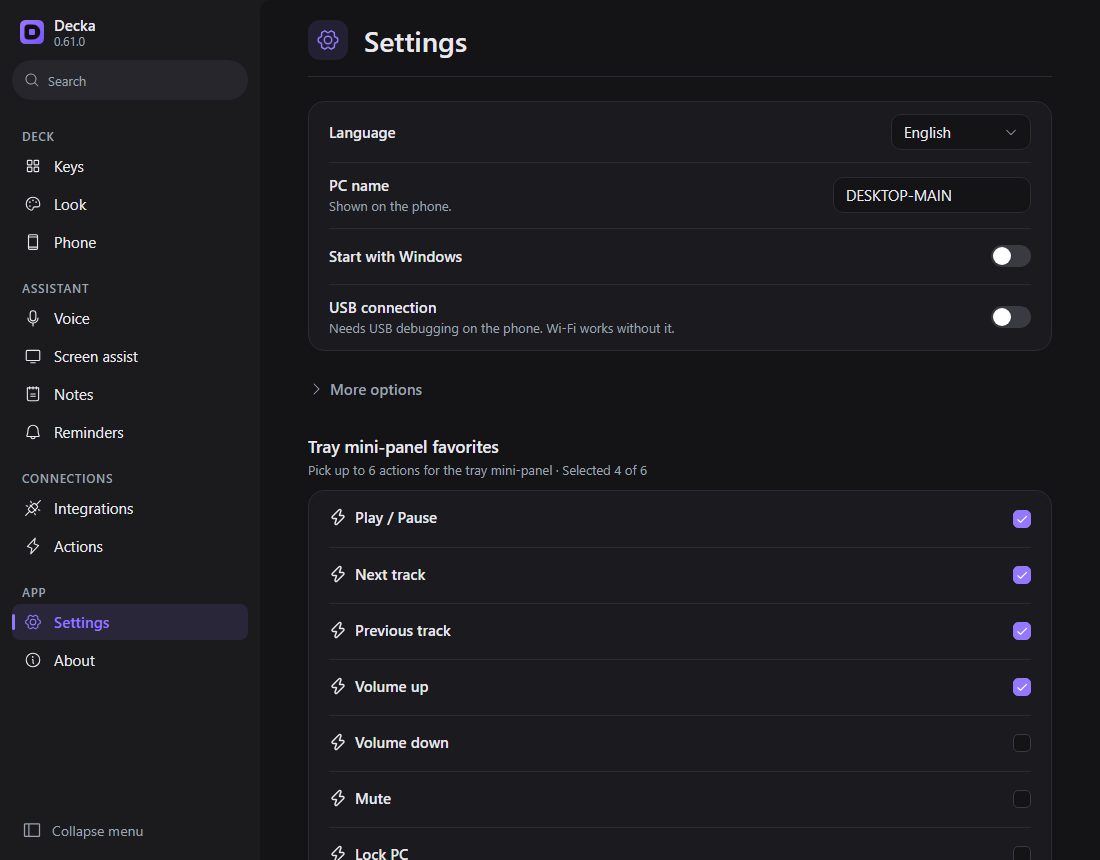 Decka
0.61.0
Search
DECK
Keys
Look
Phone
ASSISTANT
Voice
Screen assist
Notes
Reminders
CONNECTIONS
Integrations
Actions
APP
Settings
About
Collapse menu
Settings
Language
English
PC name
Shown on the phone.
DESKTOP-MAIN
Start with Windows
USB connection
Needs USB debugging on the phone. Wi-Fi works without it.
More options
Tray mini-panel favorites
Pick up to 6 actions for the tray mini-panel · Selected 4 of 6
Play / Pause
Next track
Previous track
Volume up
Volume down
Mute
Lock PC